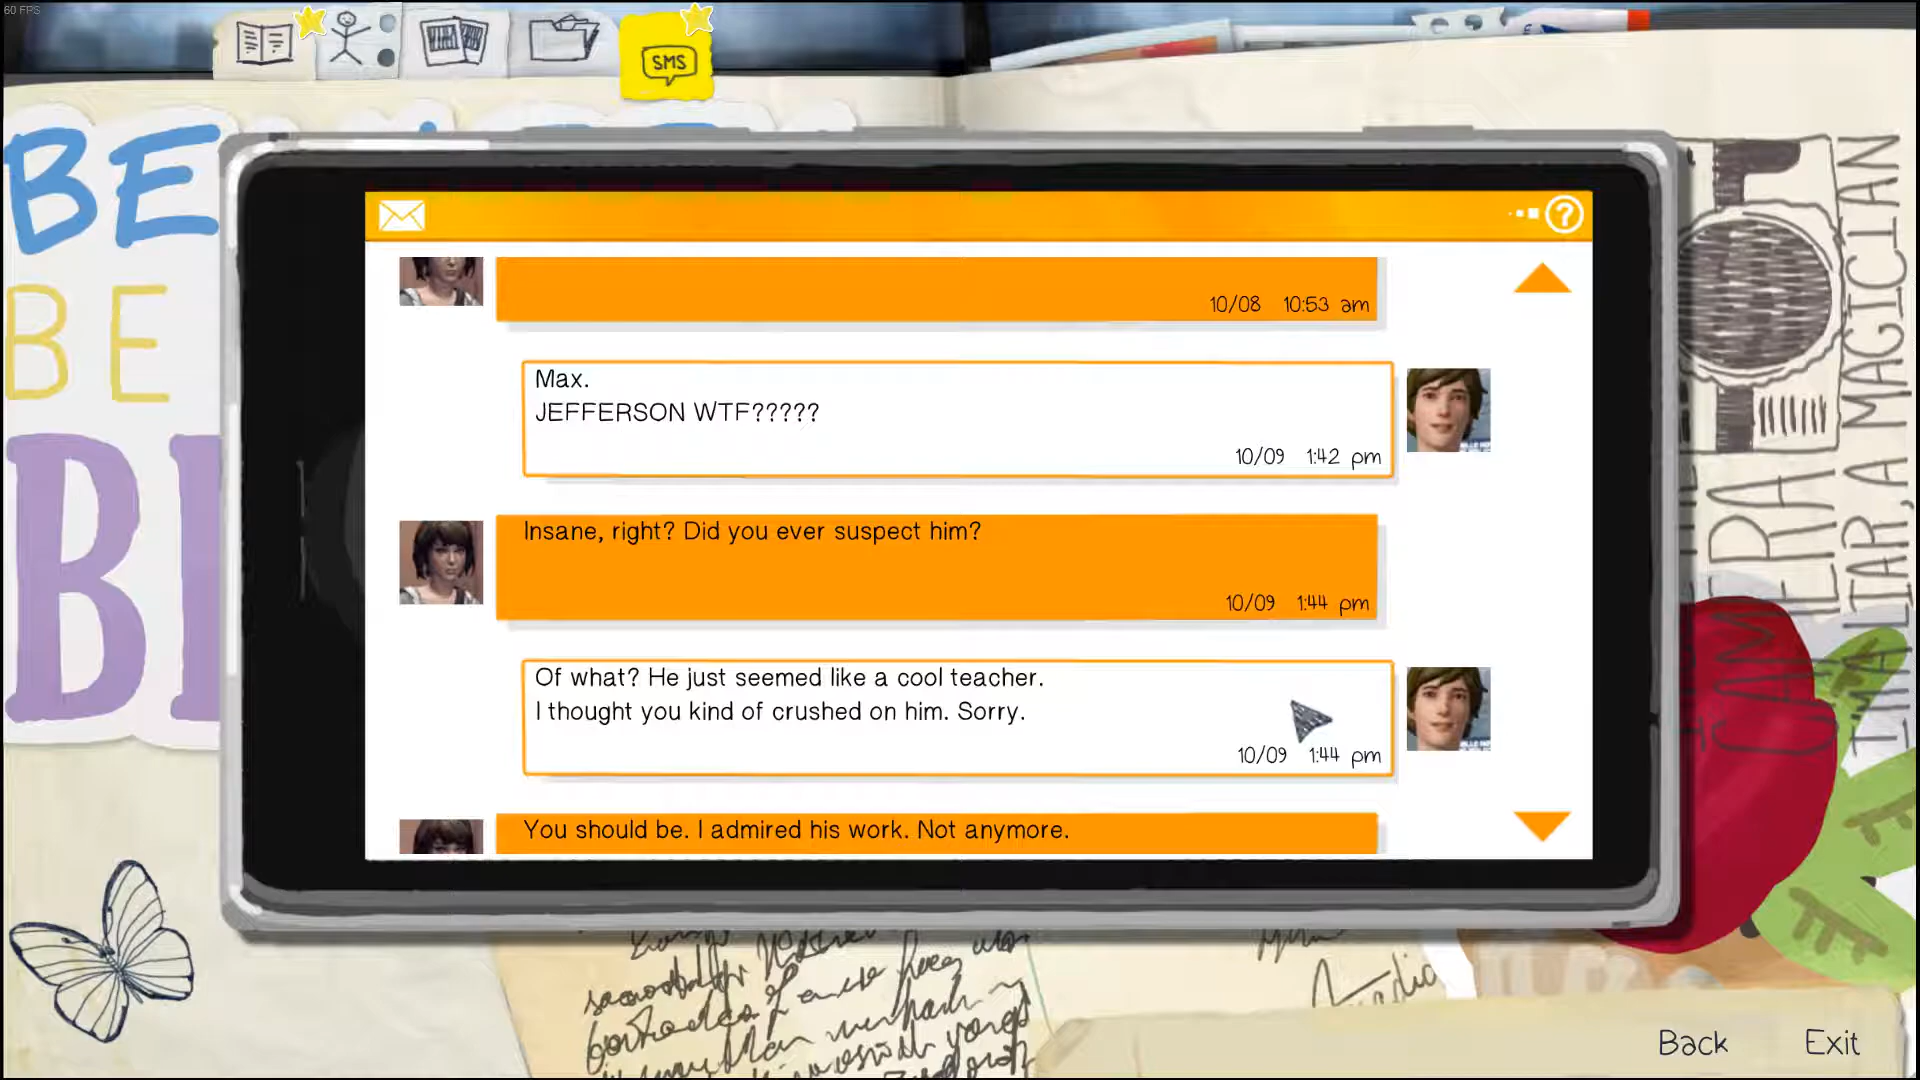 60 FPS
SMS
BE
BE
10/08 10:53 am
Max.
JEFFERSON WTF?????
10/09 1:42 pm
Insane, right? Did you ever suspect him?
10/09 1:44 pm
Of what? He just seemed like a cool teacher.
I thought you kind of crushed on him. Sorry.
10/09 1:44 pm
You should be. I admired his work. Not anymore.
CAMERA
LIAR, A MAGICIAN
Back
Exit